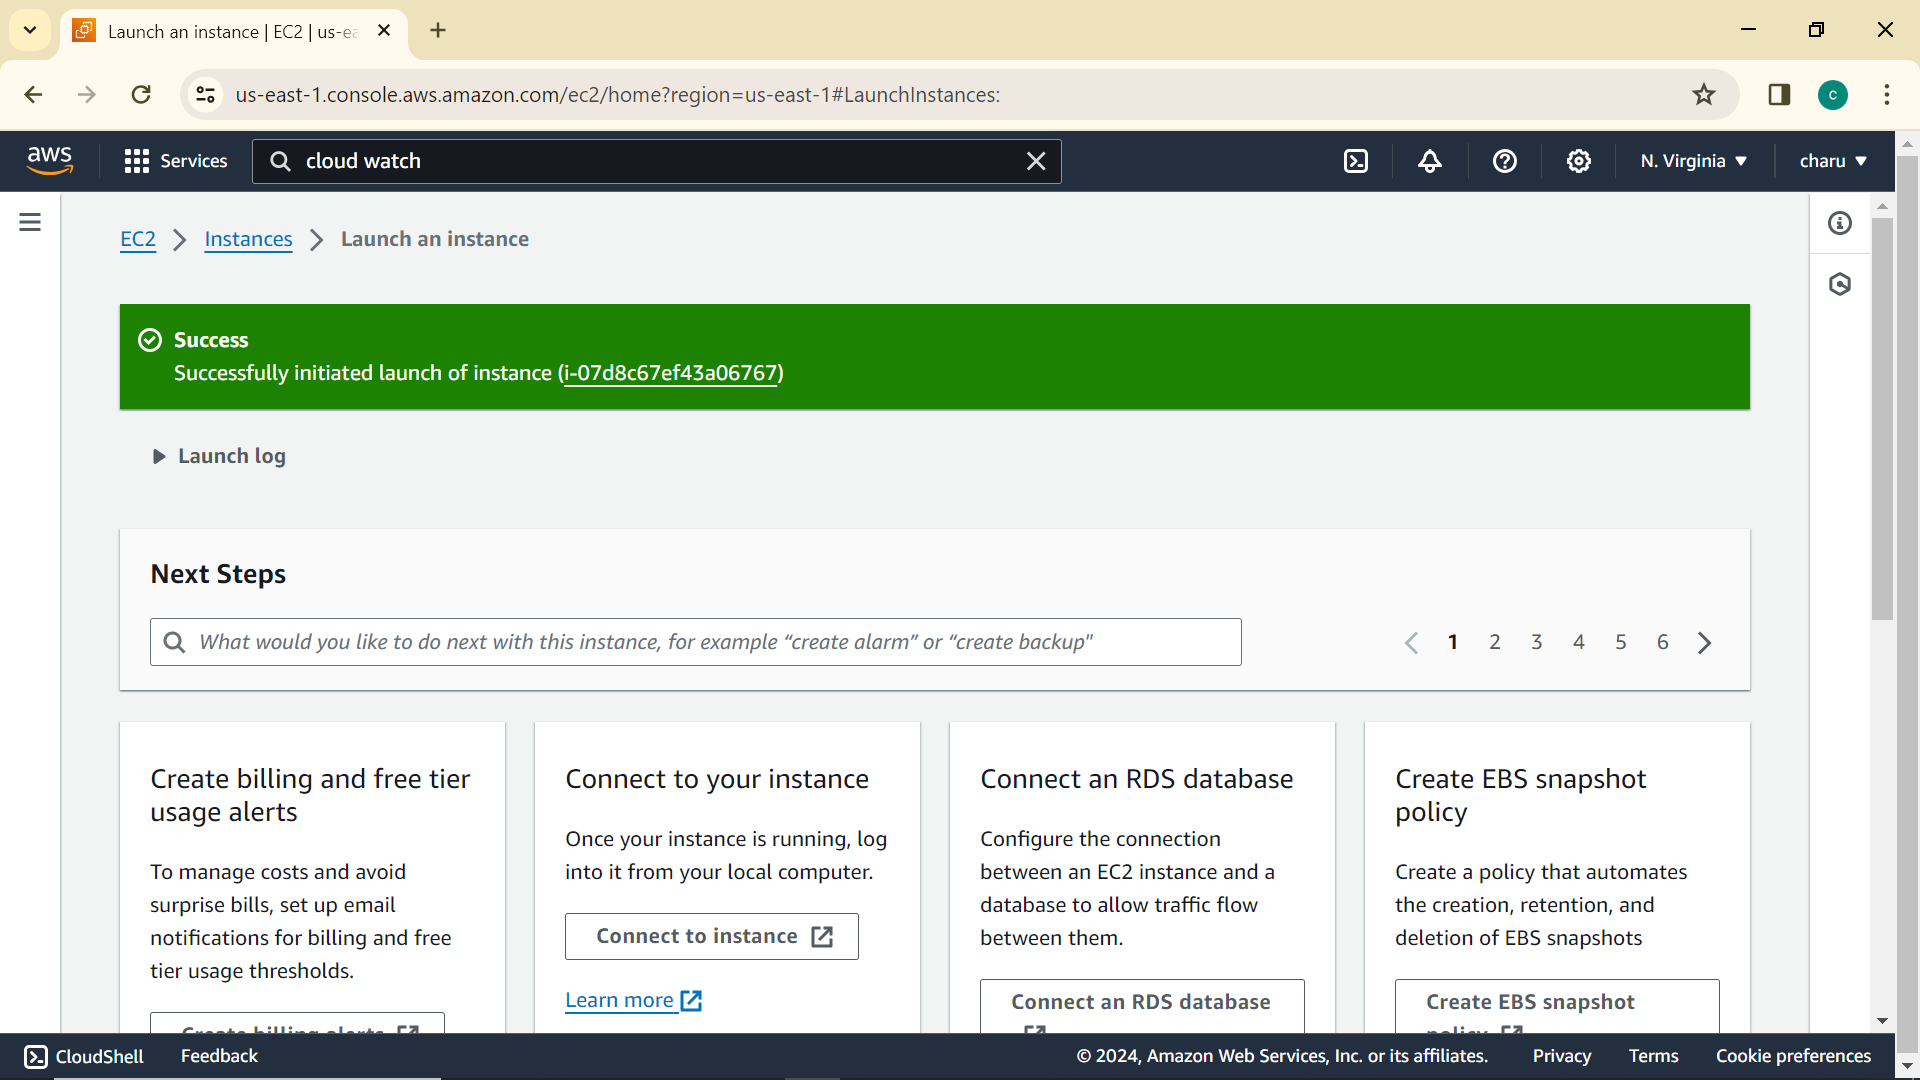 Launch an instance | EC2 | us-ea
us-east-1.console.aws.amazon.com/ec2/home?region=us-east-1#LaunchInstances:
C
aws
Services
cloud watch
N. Virginia
charu
EC2
Instances
Launch an instance
Success
Successfully initiated launch of instance (i-07d8c67ef43a06767)
Launch log
Next Steps
What would you like to do next with this instance, for example “create alarm” or “create backup"
1 2 3 4 5 6
Create billing and free tier
usage alerts
To manage costs and avoid
surprise bills, set up email
notifications for billing and free
tier usage thresholds.
Create billing alerts
Connect to your instance
Once your instance is running, log
into it from your local computer.
Connect to instance
Learn more
Connect an RDS database
Configure the connection
between an EC2 instance and a
database to allow traffic flow
between them.
Connect an RDS database
Create EBS snapshot
policy
Create a policy that automates
the creation, retention, and
deletion of EBS snapshots
Create EBS snapshot
policy
CloudShell
Feedback
© 2024, Amazon Web Services, Inc. or its affiliates.
Privacy
Terms
Cookie preferences